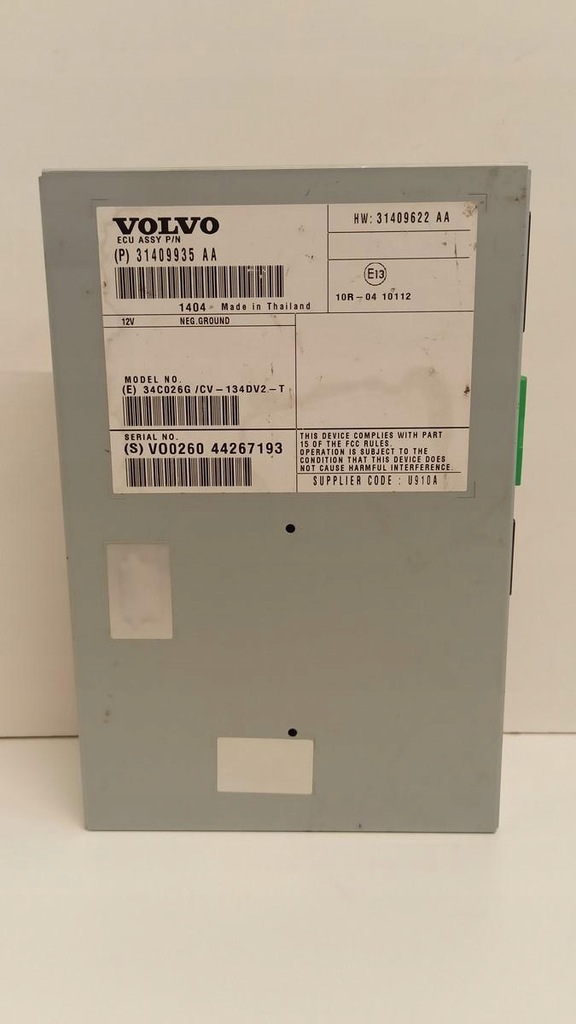 VOLVO
ECU ASSY P/N
(P) 31409935 AA
1404 Made in Thailand
HW: 31409622 AA
E13
10R-04 10112
12V NEG.GROUND
MODEL NO.
(E) 34C026G /CV-134DV2-T
SERIAL NO.
(S) V00260 44267193
THIS DEVICE COMPLIES WITH PART
15 OF THE FCC RULES.
OPERATION IS SUBJECT TO THE
CONDITION THAT THIS DEVICE DOES
NOT CAUSE HARMFUL INTERFERENCE.
SUPPLIER CODE : U910A